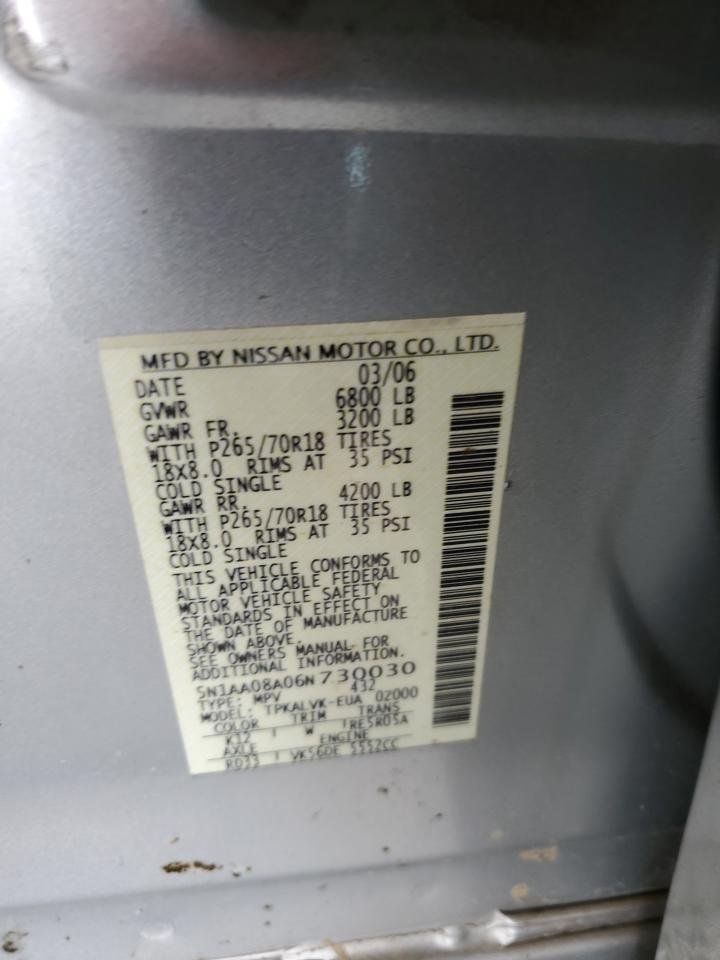 MFD BY NISSAN MOTOR CO., LTD.
DATE 03/06
GVWR 6800 LB
GAWR FR. 3200 LB
WITH P265/70R18 TIRES
18X8.0 RIMS AT 35 PSI
COLD SINGLE
GAWR RR. 4200 LB
WITH P265/70R18 TIRES
18X8.0 RIMS AT 35 PSI
COLD SINGLE
THIS VEHICLE CONFORMS TO
ALL APPLICABLE FEDERAL
MOTOR VEHICLE SAFETY
STANDARDS IN EFFECT ON
THE DATE OF MANUFACTURE
SHOWN ABOVE.
SEE OWNERS MANUAL FOR
ADDITIONAL INFORMATION.
5N1AA08A06N730030
TYPE: MPV 432
MODEL: TPKALVK-EUA 02000
COLOR TRIM TRANS
K12 W RE5R05A
AXLE ENGINE
RD33 VK56DE 5552CC